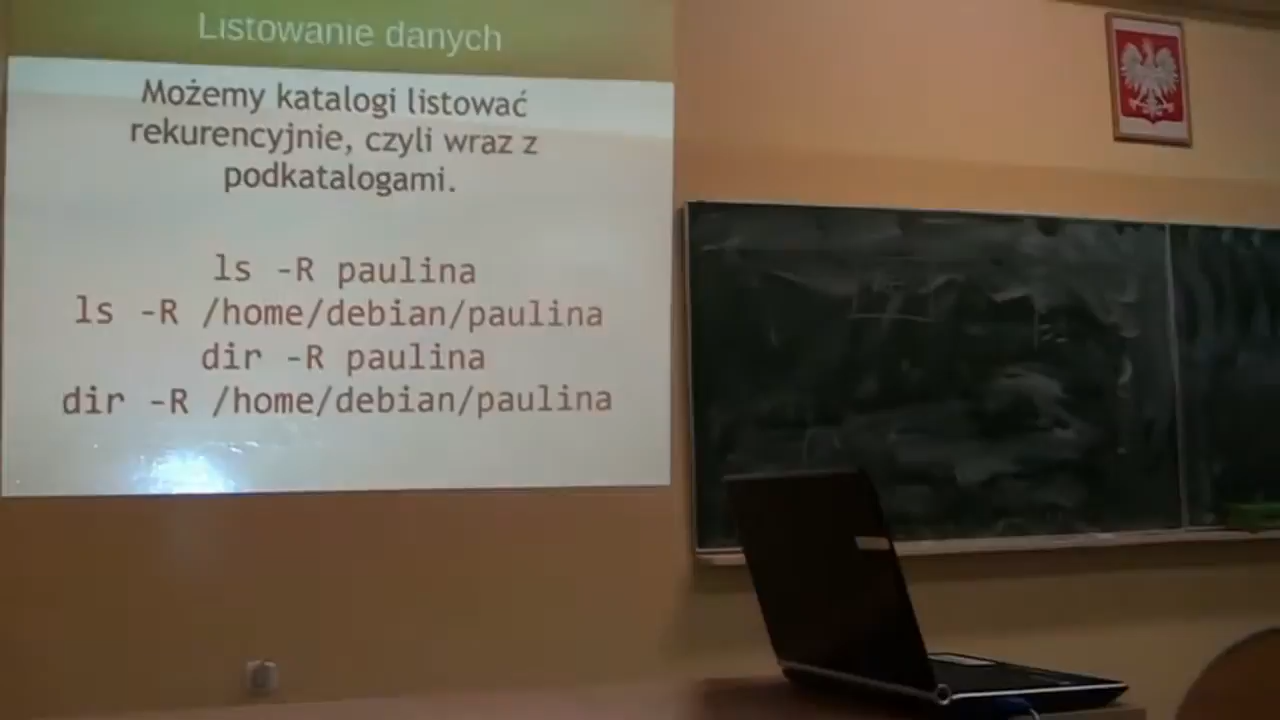 Listowanie danych
Możemy katalogi listować
rekurencyjnie, czyli wraz z
podkatalogami.
ls -R paulina
ls -R /home/debian/paulina
dir -R paulina
dir -R /home/debian/paulina